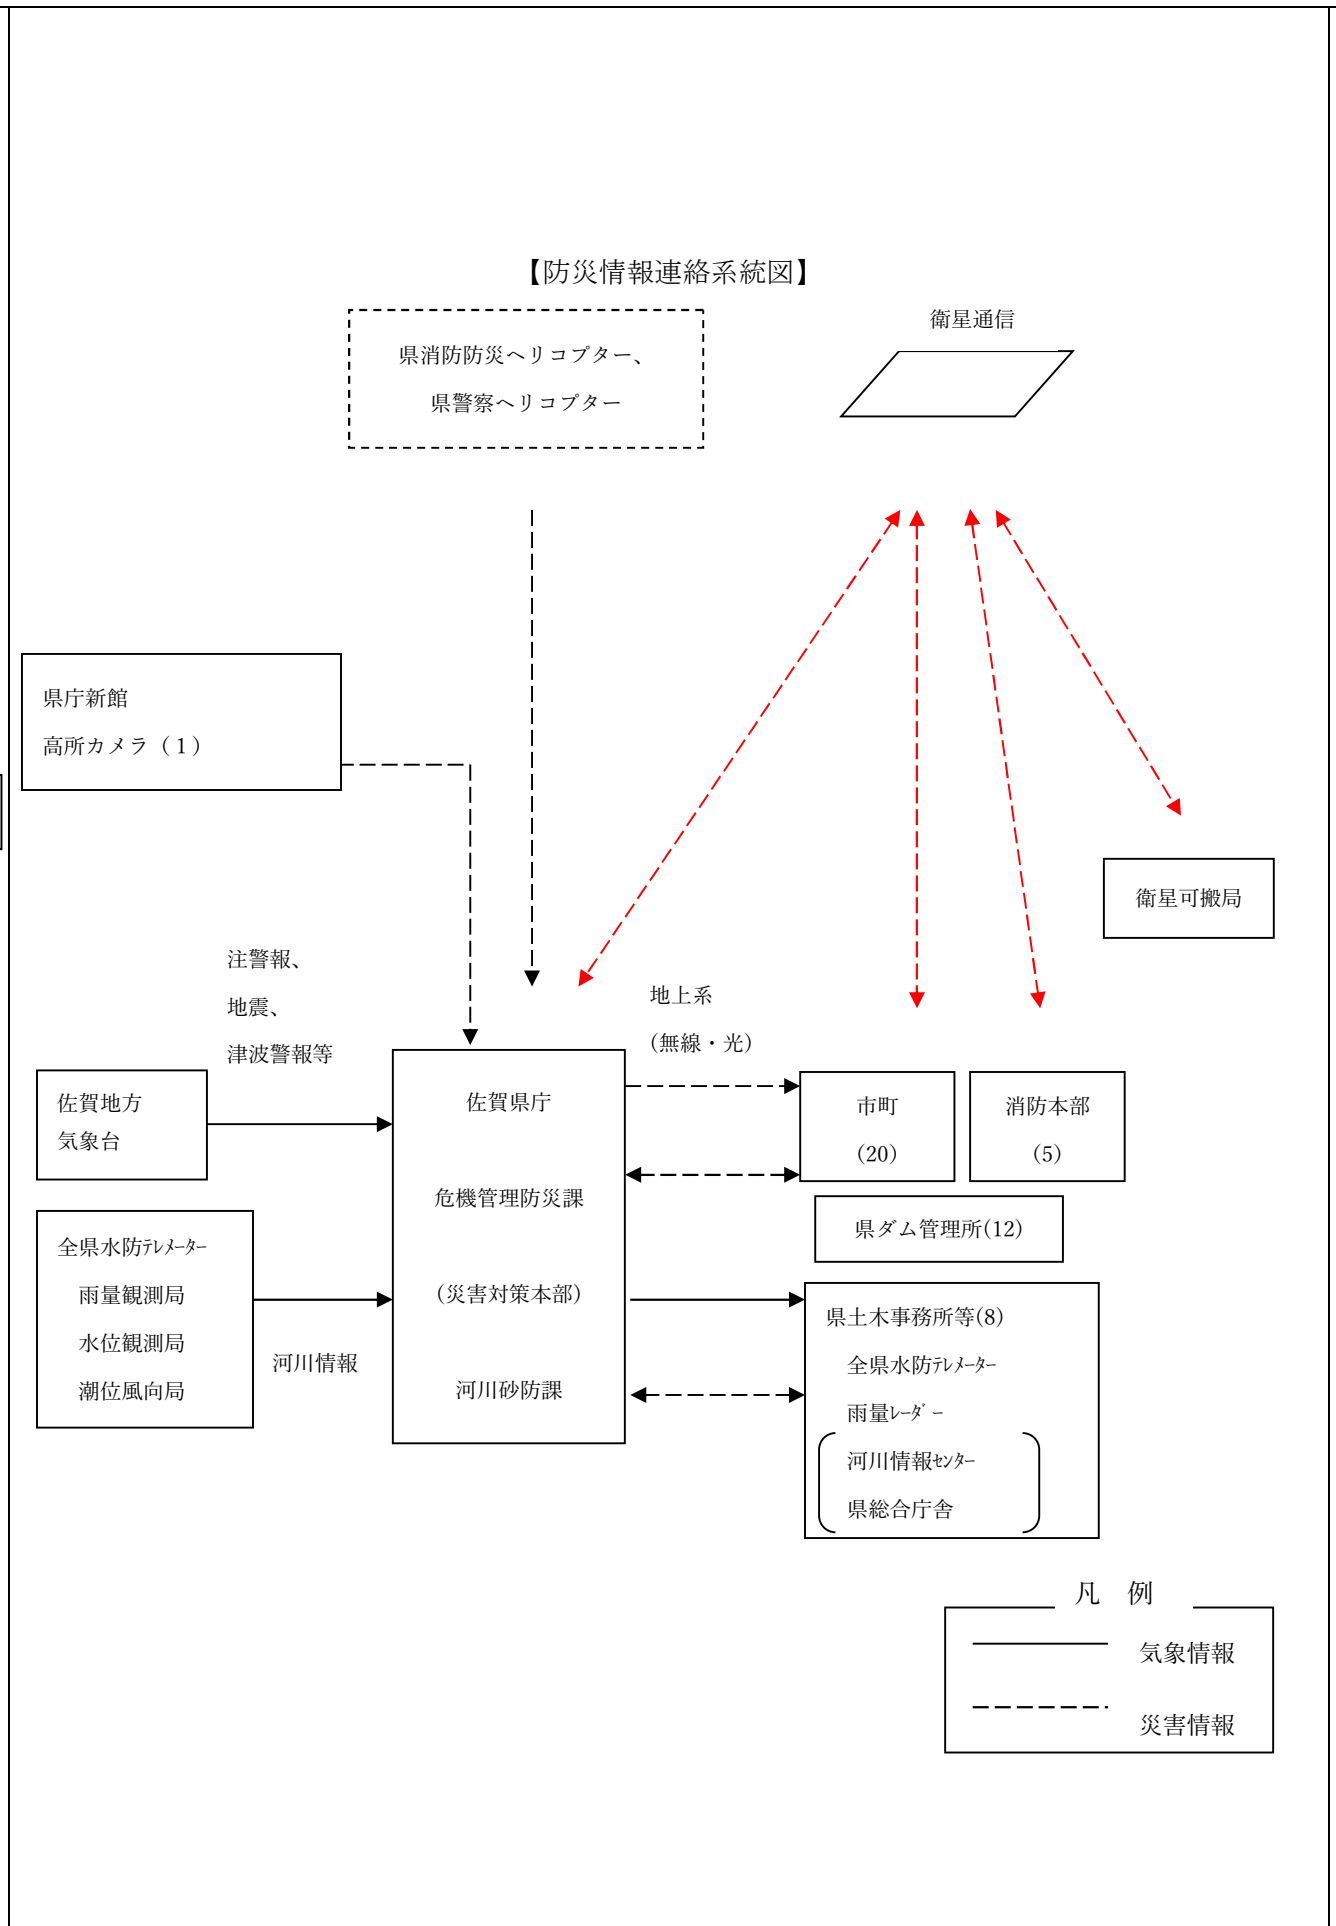 【防災情報連絡系統図】
県消防防災ヘリコプター、
県警察ヘリコプター
衛星通信
県庁新館
高所カメラ（１）
衛星可搬局
注警報、
地震、
津波警報等
地上系
(無線・光)
佐賀地方
気象台
佐賀県庁
危機管理防災課
(災害対策本部)
河川砂防課
市町
(20)
消防本部
(5)
県ダム管理所(12)
全県水防ﾃﾚﾒｰﾀｰ
雨量観測局
水位観測局
潮位風向局
河川情報
県土木事務所等(8)
全県水防ﾃﾚﾒｰﾀｰ
雨量ﾚｰﾀﾞｰ
河川情報ｾﾝﾀｰ
県総合庁舎
凡　例
気象情報
災害情報